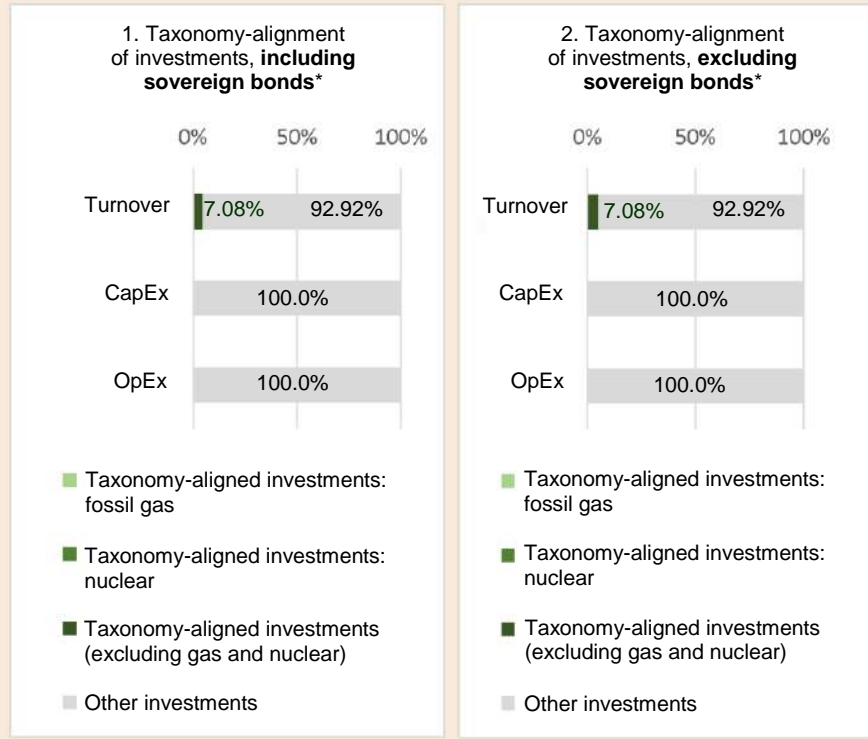 1. Taxonomy-alignment
of investments, including
sovereign bonds*
0% 50% 100%
Turnover 7.08% 92.92%
CapEx 100.0%
OpEx 100.0%
Taxonomy-aligned investments:
fossil gas
Taxonomy-aligned investments:
nuclear
Taxonomy-aligned investments
(excluding gas and nuclear)
Other investments
2. Taxonomy-alignment
of investments, excluding
sovereign bonds*
0% 50% 100%
Turnover 7.08% 92.92%
CapEx 100.0%
OpEx 100.0%
Taxonomy-aligned investments:
fossil gas
Taxonomy-aligned investments:
nuclear
Taxonomy-aligned investments
(excluding gas and nuclear)
Other investments